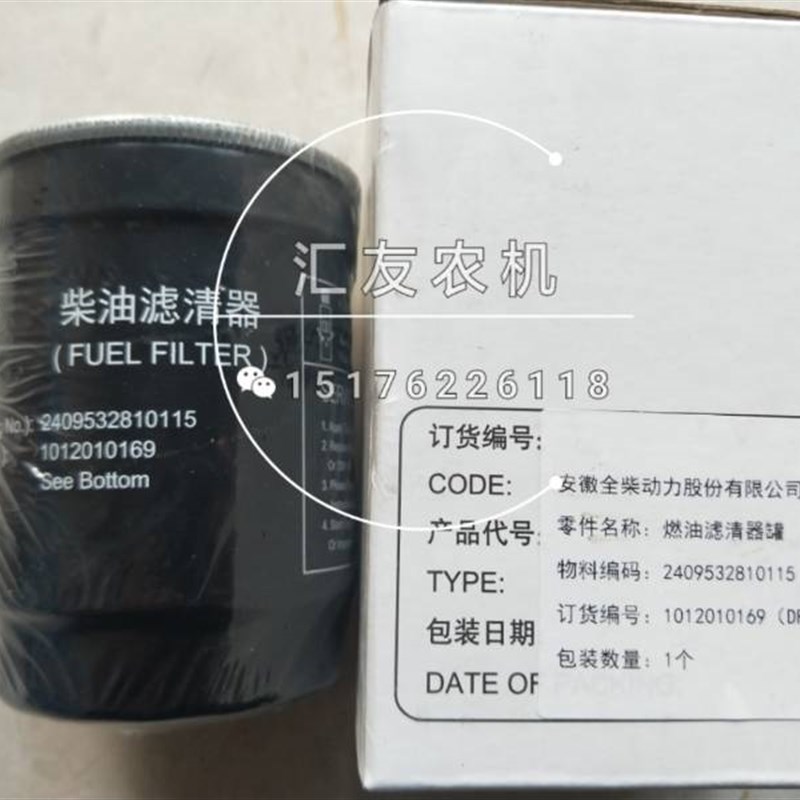 汇友农机
15176226118
柴油滤清器
(FUEL FILTER)
No.): 2409532810115
1012010169
See Bottom
订货编号:
CODE:
产品代号:
TYPE:
包装日期
DATE OF PACKING:
安徽全柴动力股份有限公司
零件名称: 燃油滤清器罐
物料编码: 2409532810115
订货编号: 1012010169 (DP
包装数量: 1个